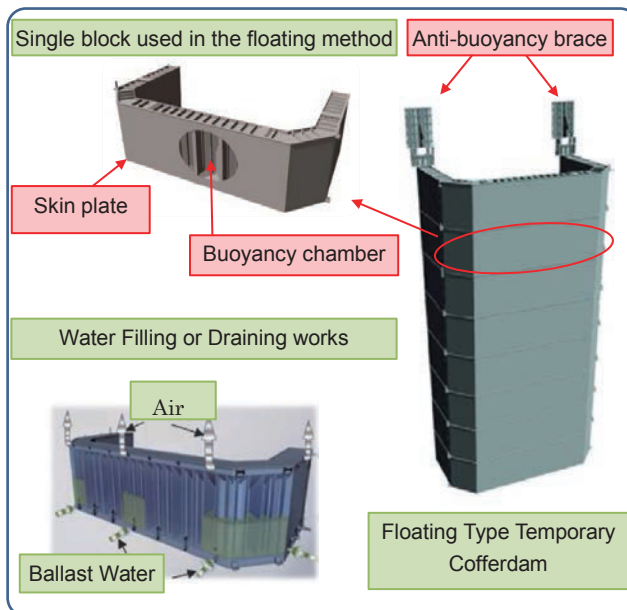 Single block used in the floating method
Anti-buoyancy brace
Skin plate
Buoyancy chamber
Water Filling or Draining works
Air
Ballast Water
Floating Type Temporary
Cofferdam